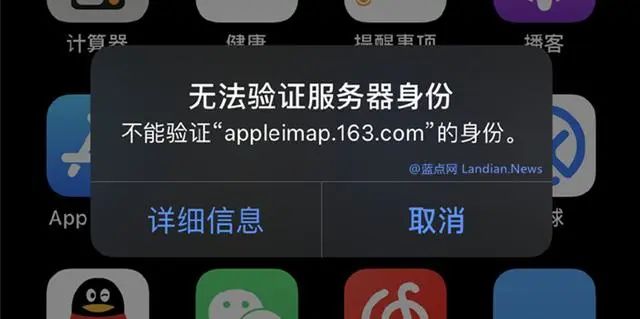 计算器
健康
提醒事项
播客
无法验证服务器身份
不能验证“appleimap.163.com”的身份。
@蓝点网 Landian.News
详细信息
取消
App
球